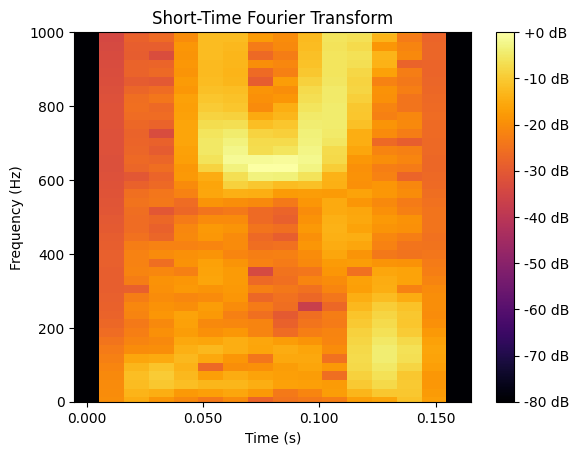 Short-Time Fourier Transform
1000
800
600
400
200
0
Frequency (Hz)
0.000
0.050
0.100
0.150
Time (s)
+0 dB
-10 dB
-20 dB
-30 dB
-40 dB
-50 dB
-60 dB
-70 dB
-80 dB